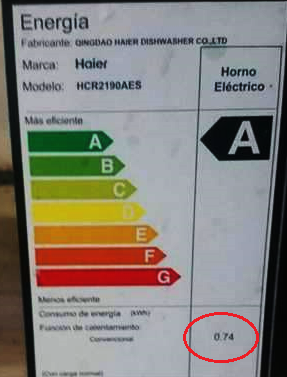 Energía
Fabricante: QINGDAO HAIER DISHWASHER CO.,LTD
Marca: Haier
Modelo: HCR2190AES
Horno
Eléctrico
Más eficiente
A
A
B
C
D
E
F
G
Menos eficiente
Consumo de energía (kWh)
Función de calentamiento:
Convencional
0.74
(Con carga normal)